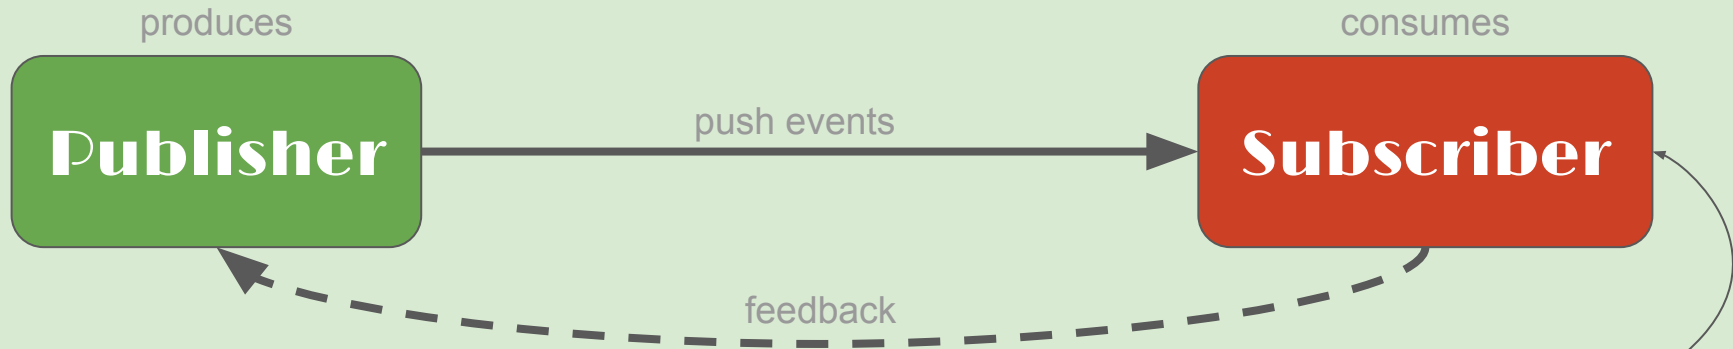 produces
consumes
Publisher
push events
Subscriber
feedback